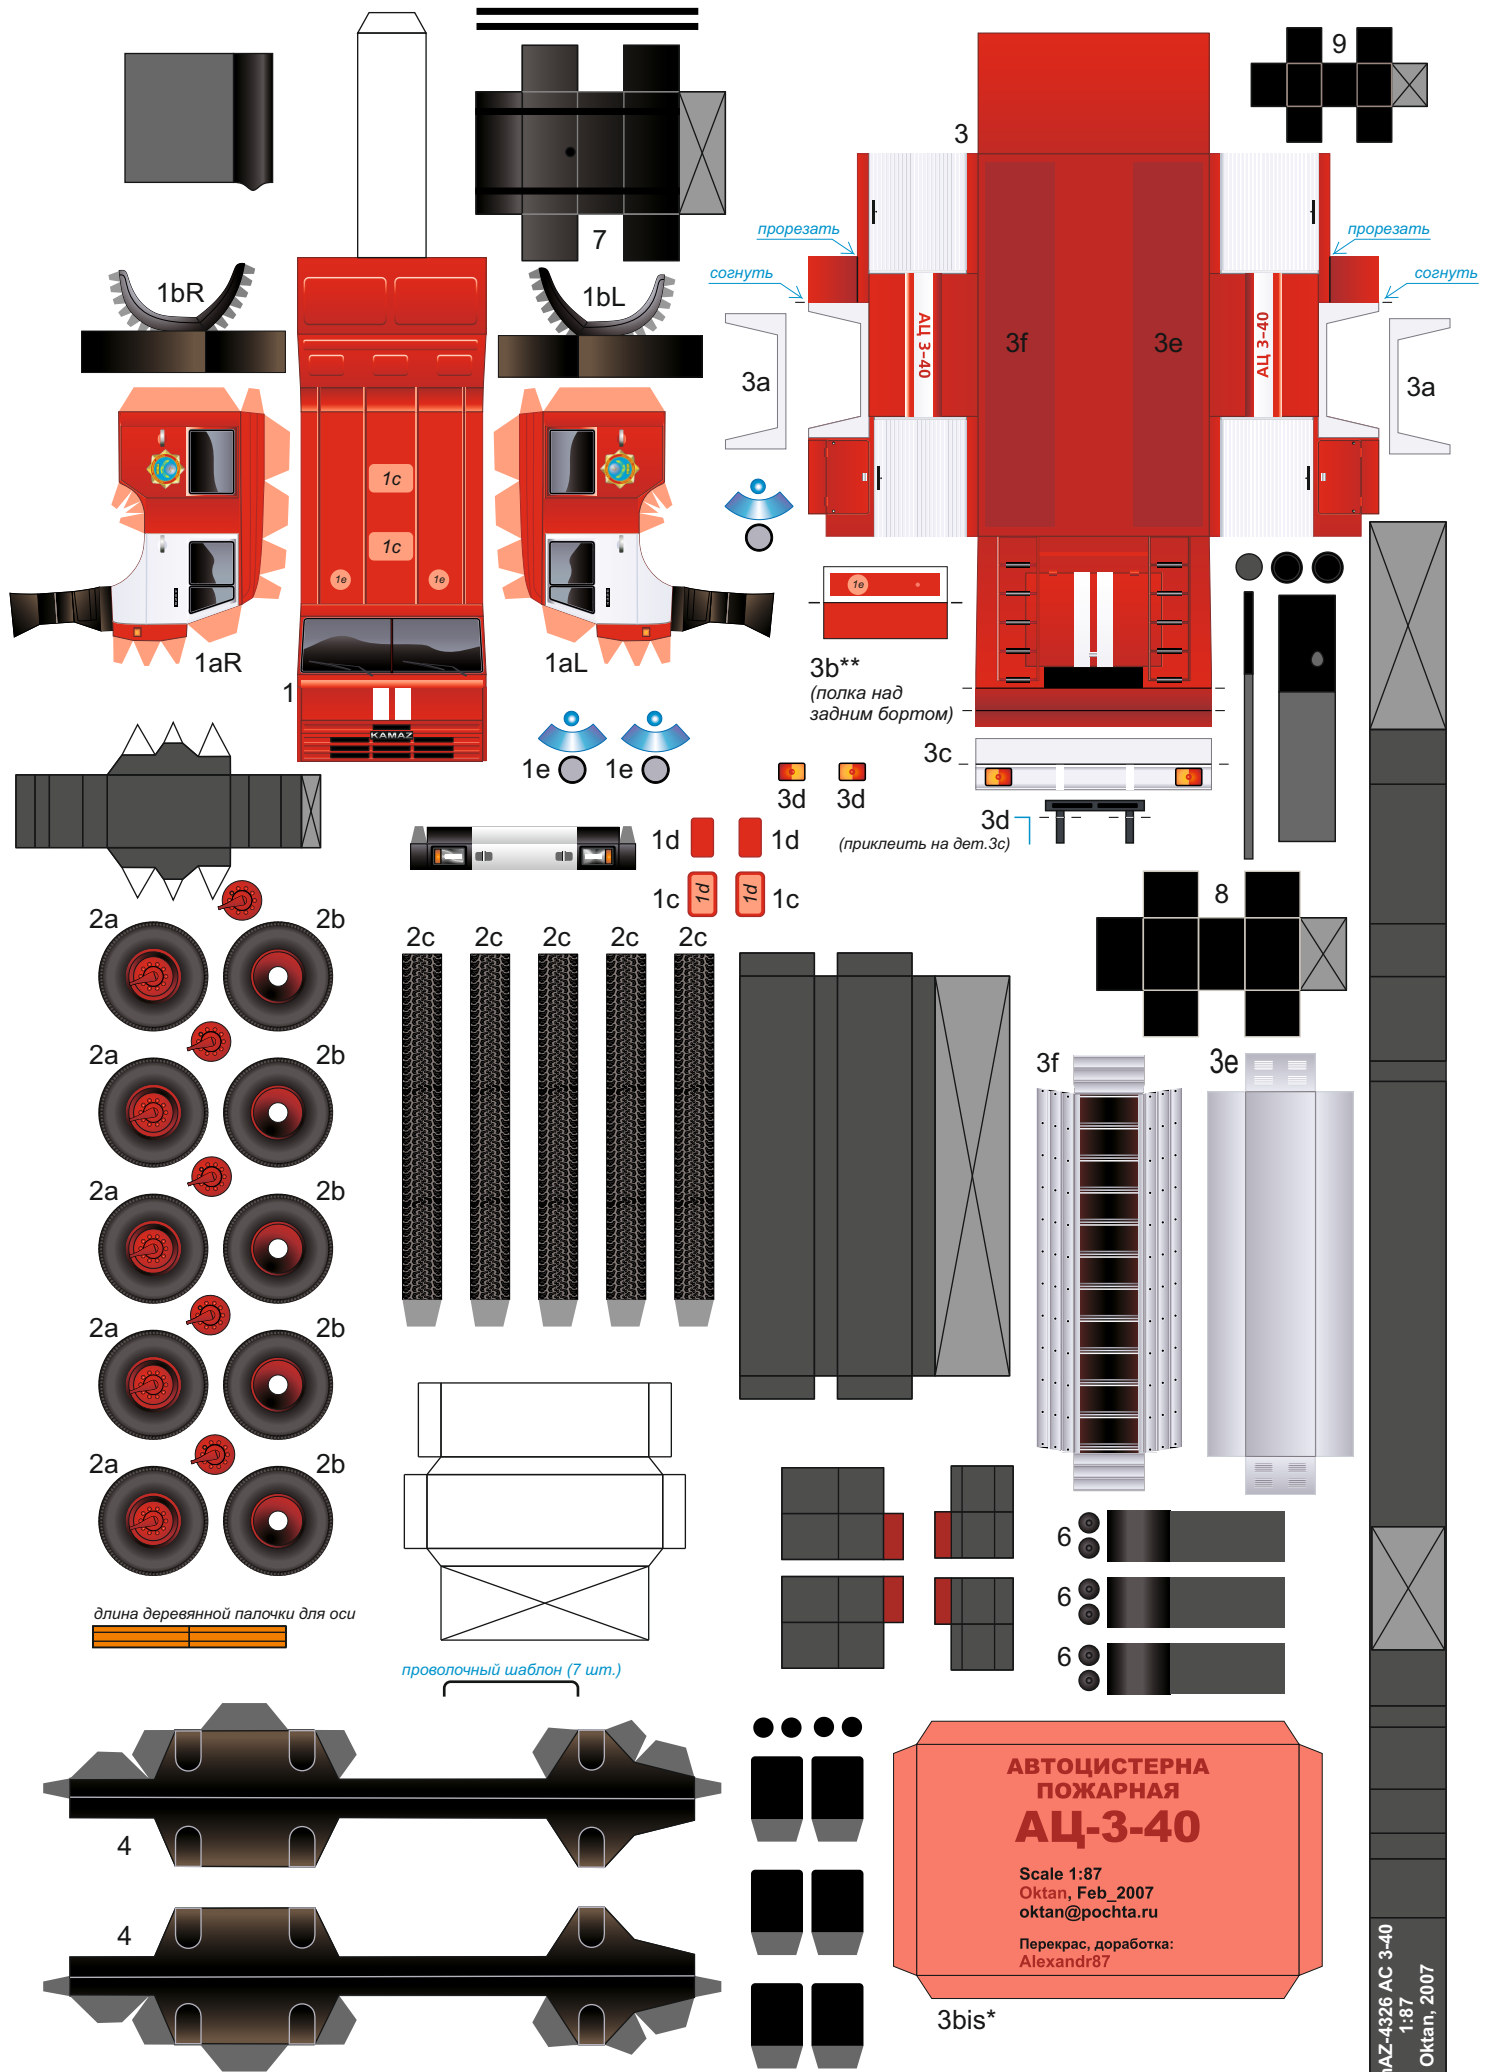 9
3
7
прорезать
прорезать
согнуть
согнуть
1bR
1bL
3f
3e
АЦ 3-40
АЦ 3-40
3a
3a
1c
1c
1e
1e
1e
1aR
1aL
1
KAMAZ
3b**
(полка над
задним бортом)
3c
1e
1e
3d
3d
3d
(приклеить на дет.3с)
1d
1d
1c
1d
1d
1c
8
2a
2b
2c
2c
2c
2c
2c
2a
2b
3f
3e
2a
2b
2a
2b
2a
2b
6
6
6
длина деревянной палочки для оси
проволочный шаблон (7 шт.)
4
4
АВТОЦИСТЕРНА
ПОЖАРНАЯ
АЦ-3-40
Scale 1:87
Oktan, Feb_2007
oktan@pochta.ru
Перекрас, доработка:
Alexandr87
3bis*
AZ-4326 AC 3-40
1:87
Oktan, 2007